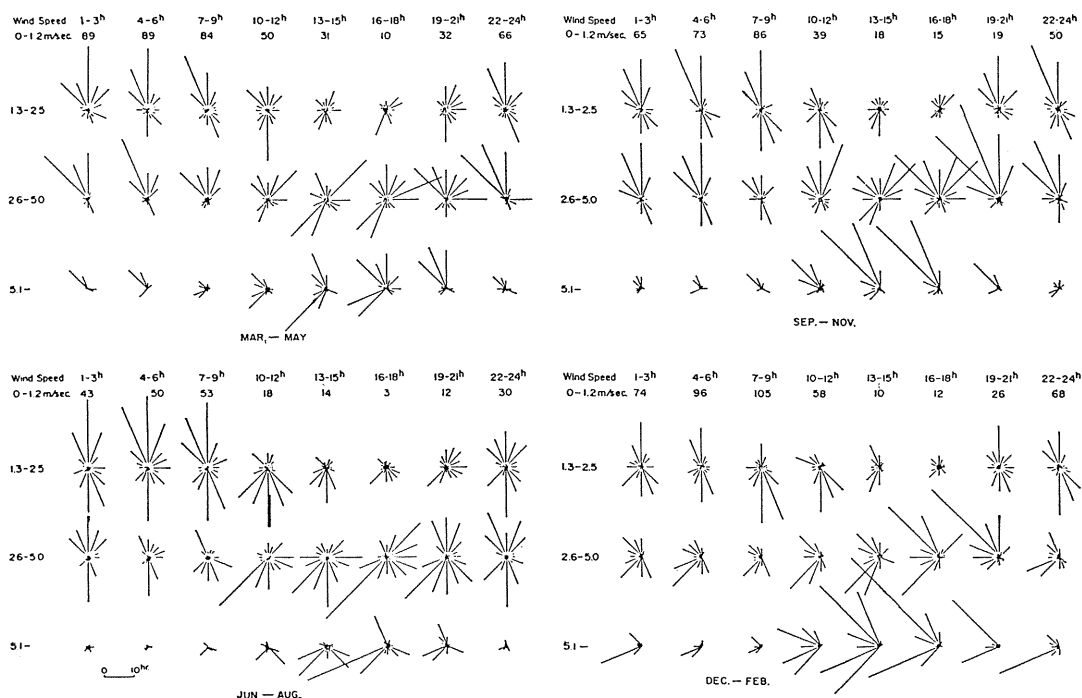 Wind Speed 1-3h 4-6h 7-9h 10-12h 13-15h 16-18h 19-21h 22-24h
0-1.2m/sec. 89 89 84 50 31 10 32 66
1.3-2.5
2.6-5.0
5.1-
MAR. — MAY
Wind Speed 1-3h 4-6h 7-9h 10-12h 13-15h 16-18h 19-21h 22-24h
0-1.2m/sec. 65 73 86 39 18 15 19 50
1.3-2.5
2.6-5.0
5.1-
SEP. — NOV.
Wind Speed 1-3h 4-6h 7-9h 10-12h 13-15h 16-18h 19-21h 22-24h
0-1.2m/sec. 43 50 53 18 14 3 12 30
1.3-2.5
2.6-5.0
5.1-
0 10hr.
JUN — AUG.
Wind Speed 1-3h 4-6h 7-9h 10-12h 13-15h 16-18h 19-21h 22-24h
0-1.2m/sec. 74 96 105 58 10 12 26 68
1.3-2.5
2.6-5.0
5.1-
DEC. — FEB.